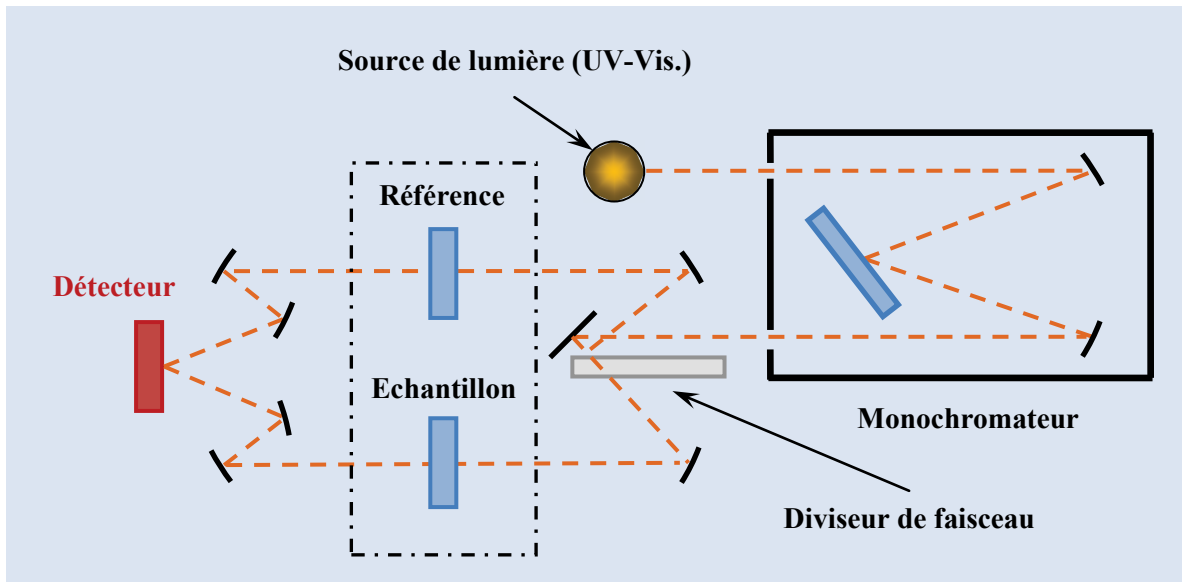 Source de lumière (UV-Vis.)
Référence
Détecteur
Echantillon
Monochromateur
Diviseur de faisceau